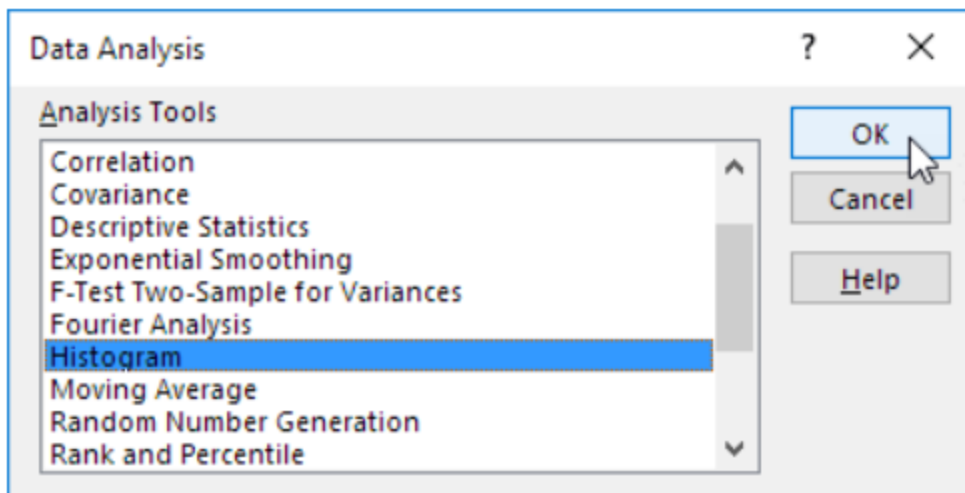 Data Analysis ?
Analysis Tools
Correlation
Covariance
Descriptive Statistics
Exponential Smoothing
F-Test Two-Sample for Variances
Fourier Analysis
Histogram
Moving Average
Random Number Generation
Rank and Percentile
OK
Cancel
Help